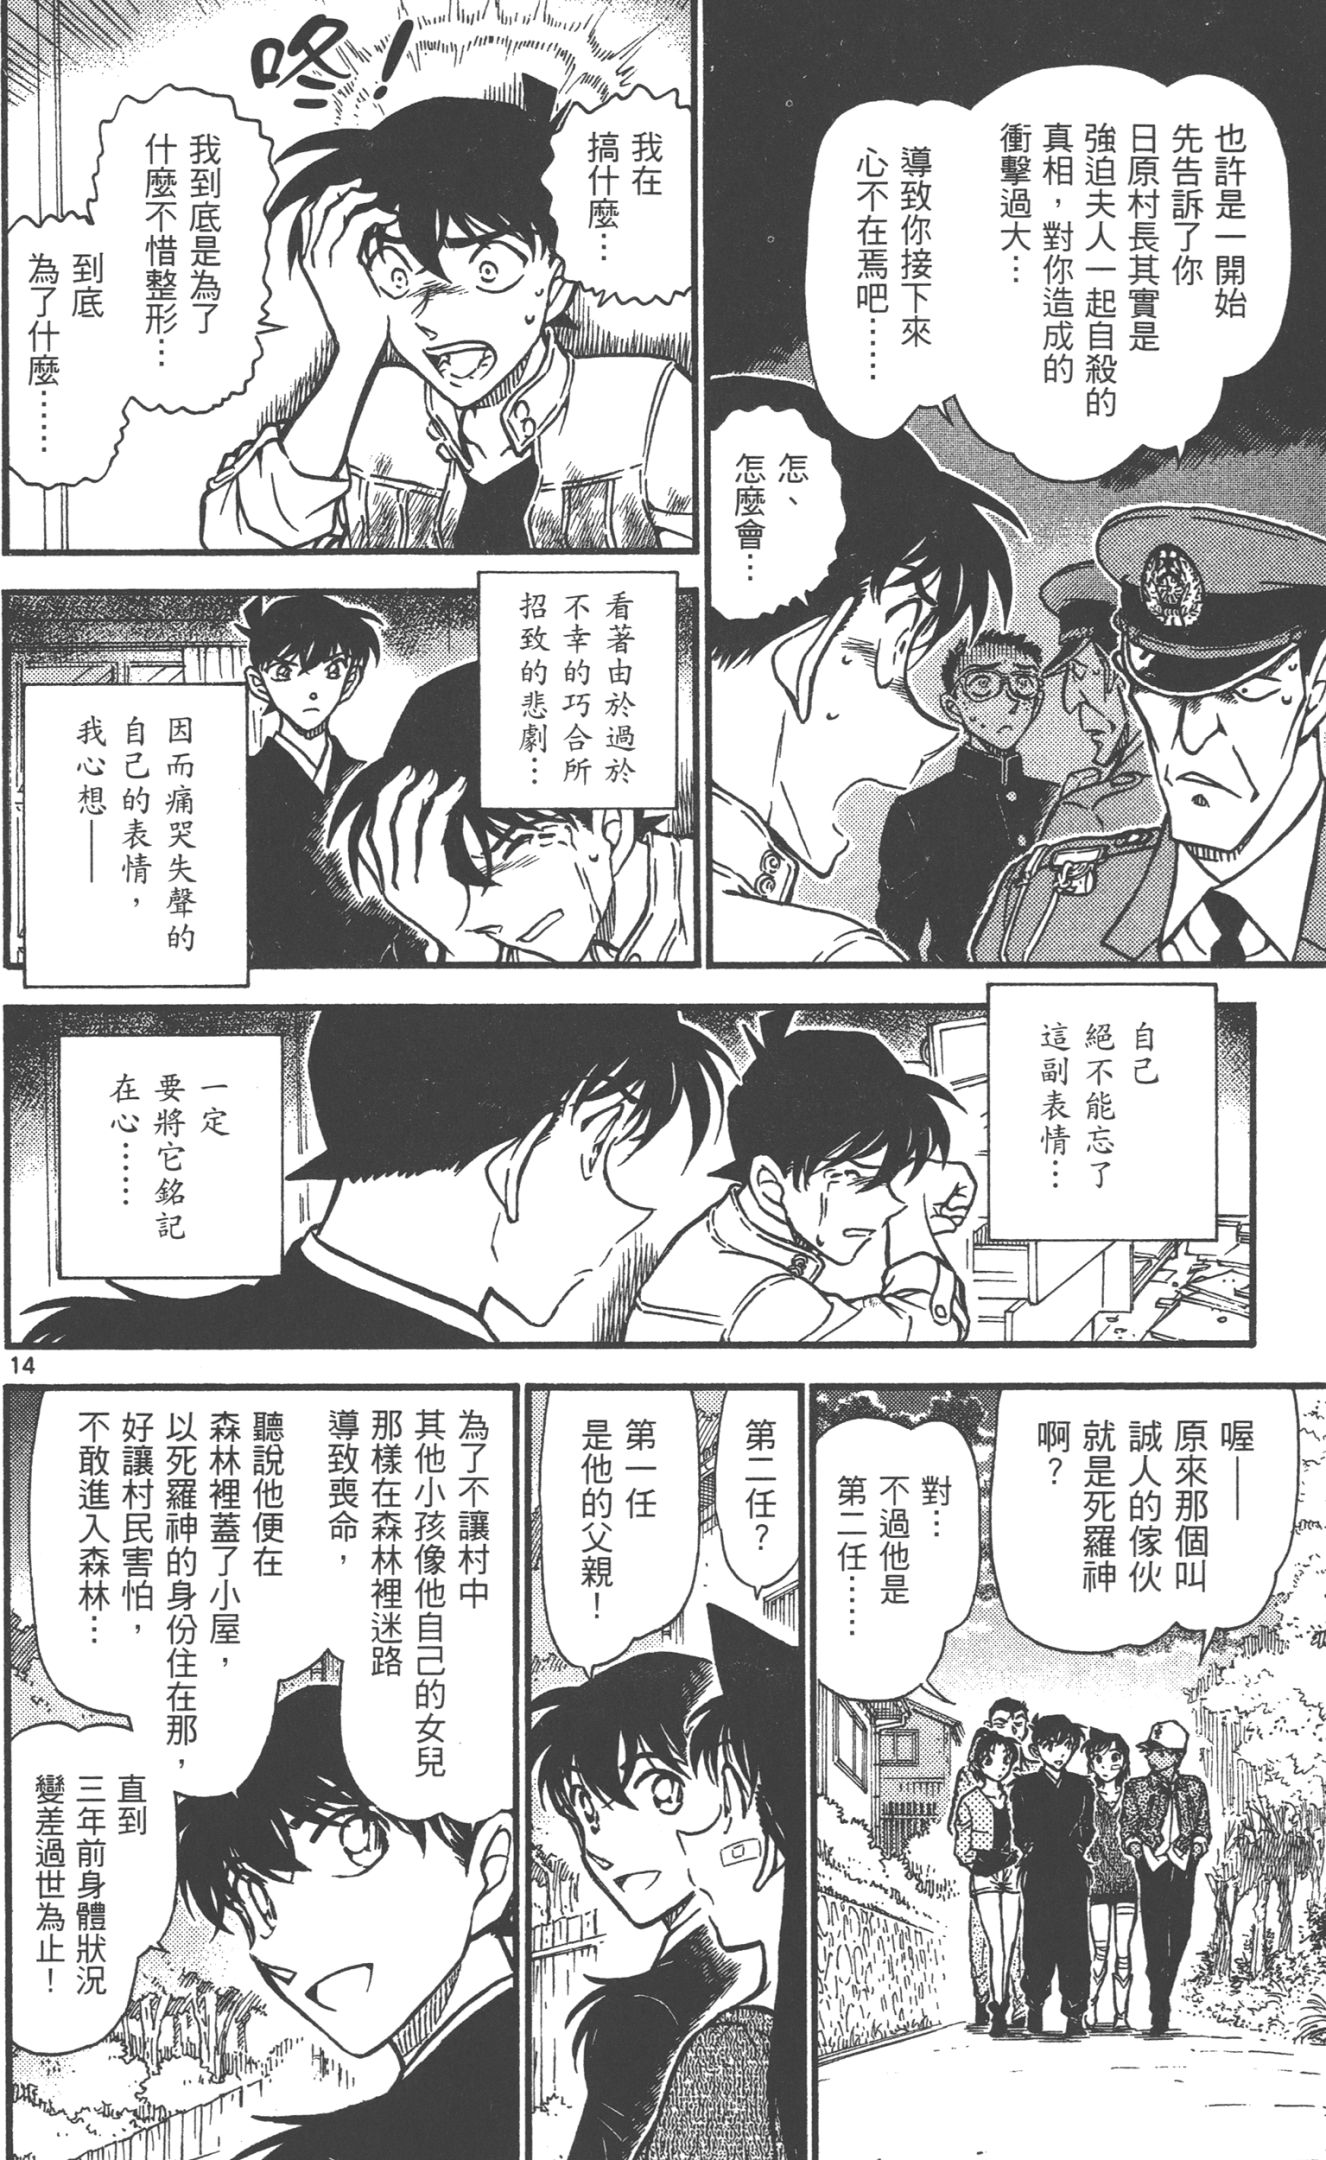 也許是一開始
先告訴了你
日原村長其實是
強迫夫人一起自殺的
真相，對你造成的
衝擊過大…
導致你接下來
心不在焉吧……
怎、
怎麼會…
咚！
我在
搞什麼…
我到底是為了
什麼不惜整形…
到底
為了什麼……
看著由於過於
不幸的巧合所
招致的悲劇…
因而痛哭失聲的
自己的表情，
我心想——
自己
絕不能忘了
這副表情…
一定
要將它銘記
在心……
14
喔——
原來那個叫
誠人的傢伙
就是死羅神
啊？
對…
不過他是
第二任……
第二任？
第一任
是他的父親！
為了不讓村中
其他小孩像他自己的女兒
那樣在森林裡迷路
導致喪命，
聽說他便在
森林裡蓋了小屋，
以死羅神的身份住在那，
好讓村民害怕，
不敢進入森林…
直到
三年前身體狀況
變差過世為止！